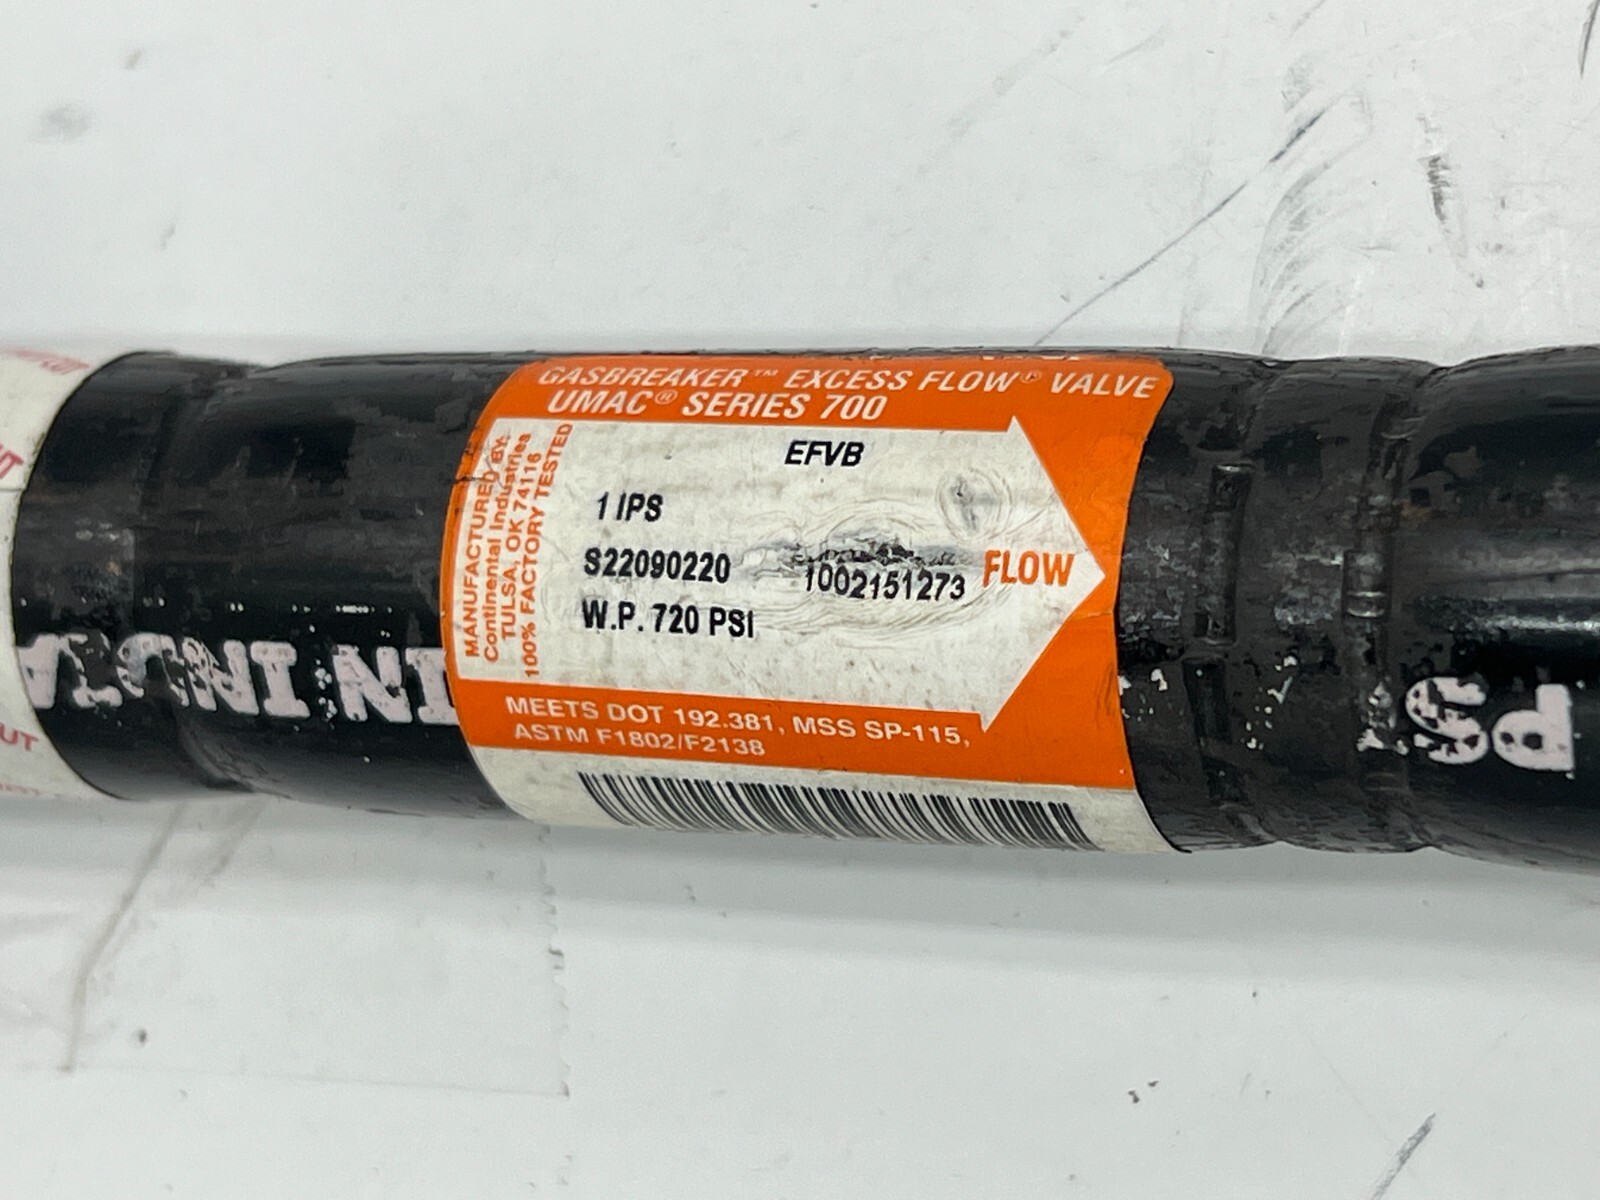 GASBREAKER™ EXCESS FLOW® VALVE
UMAC® SERIES 700
MANUFACTURED BY:
Continental Industries
TULSA, OK 74116
100% FACTORY TESTED
EFVB
1 IPS
S22090220 1002151273
W.P. 720 PSI
FLOW
MEETS DOT 192.381, MSS SP-115,
ASTM F1802/F2138